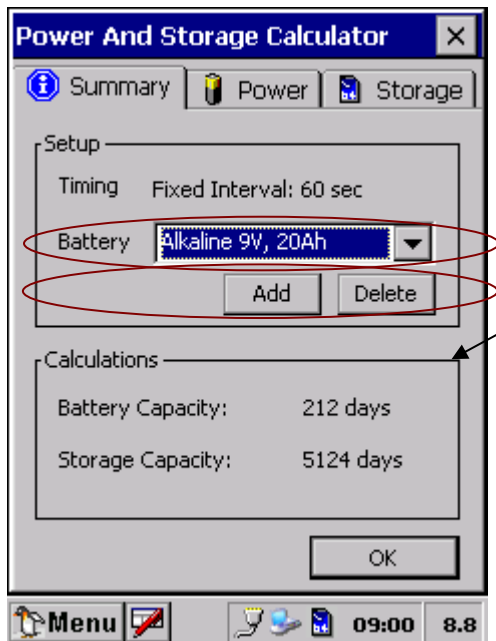 Power And Storage Calculator
Summary Power Storage
Setup
Timing Fixed Interval: 60 sec
Battery Alkaline 9V, 20Ah
Add Delete
Calculations
Battery Capacity: 212 days
Storage Capacity: 5124 days
OK
Menu 09:00 8.8